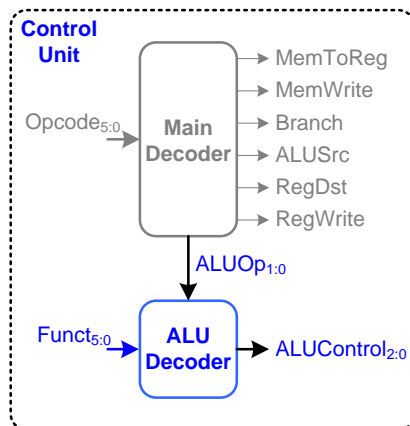 Control
Unit
MemToReg
MemWrite
Branch
ALUSrc
RegDst
RegWrite
Opcode5:0
Main
Decoder
ALUOp1:0
Funct5:0
ALU
Decoder
ALUControl2:0